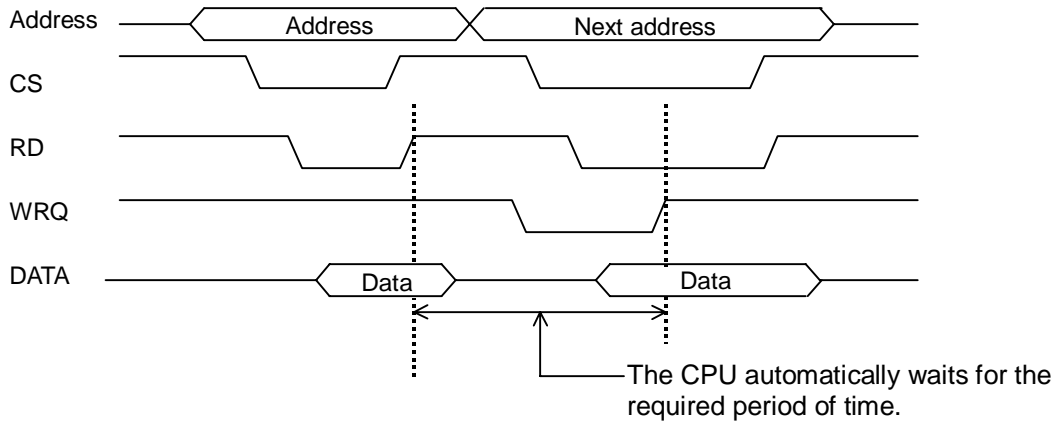 Address
Address
Next address
CS
RD
WRQ
DATA
Data
Data
The CPU automatically waits for the
required period of time.